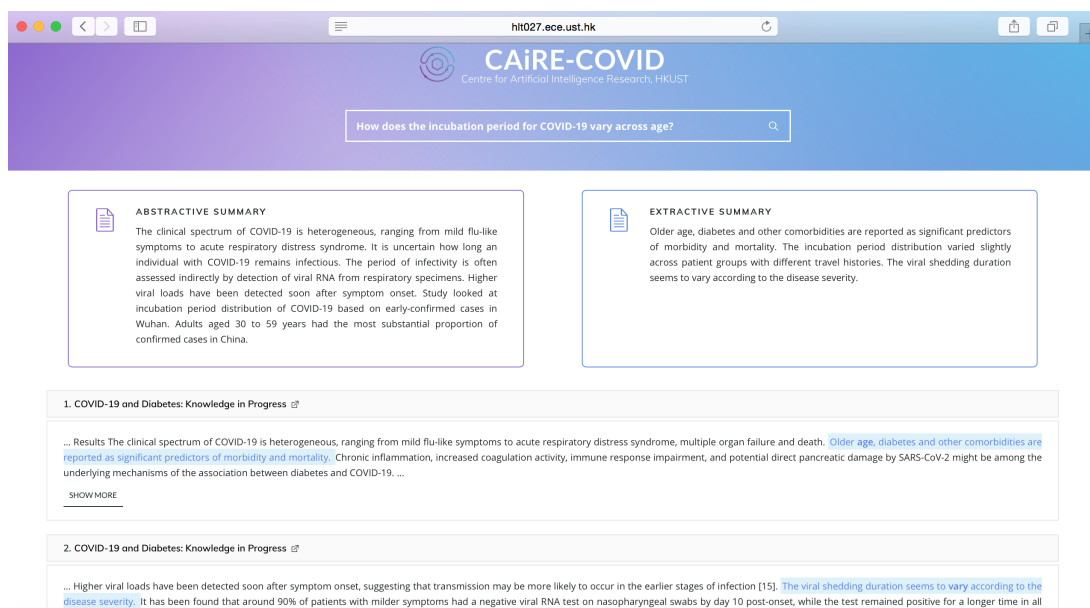 hlt027.ece.ust.hk
CAiRE-COVID
Centre for Artificial Intelligence Research, HKUST
How does the incubation period for COVID-19 vary across age?
ABSTRACTIVE SUMMARY
The clinical spectrum of COVID-19 is heterogeneous, ranging from mild flu-like
symptoms to acute respiratory distress syndrome. It is uncertain how long an
individual with COVID-19 remains infectious. The period of infectivity is often
assessed indirectly by detection of viral RNA from respiratory specimens. Higher
viral loads have been detected soon after symptom onset. Study looked at
incubation period distribution of COVID-19 based on early-confirmed cases in
Wuhan. Adults aged 30 to 59 years had the most substantial proportion of
confirmed cases in China.
EXTRACTIVE SUMMARY
Older age, diabetes and other comorbidities are reported as significant predictors
of morbidity and mortality. The incubation period distribution varied slightly
across patient groups with different travel histories. The viral shedding duration
seems to vary according to the disease severity.
1. COVID-19 and Diabetes: Knowledge in Progress
... Results The clinical spectrum of COVID-19 is heterogeneous, ranging from mild flu-like symptoms to acute respiratory distress syndrome, multiple organ failure and death. Older age, diabetes and other comorbidities are
reported as significant predictors of morbidity and mortality. Chronic inflammation, increased coagulation activity, immune response impairment, and potential direct pancreatic damage by SARS-CoV-2 might be among the
underlying mechanisms of the association between diabetes and COVID-19. ...
SHOW MORE
2. COVID-19 and Diabetes: Knowledge in Progress
... Higher viral loads have been detected soon after symptom onset, suggesting that transmission may be more likely to occur in the earlier stages of infection [15]. The viral shedding duration seems to vary according to the
disease severity. It has been found that around 90% of patients with milder symptoms had a negative viral RNA test on nasopharyngeal swabs by day 10 post-onset, while the test remained positive for a longer time in all